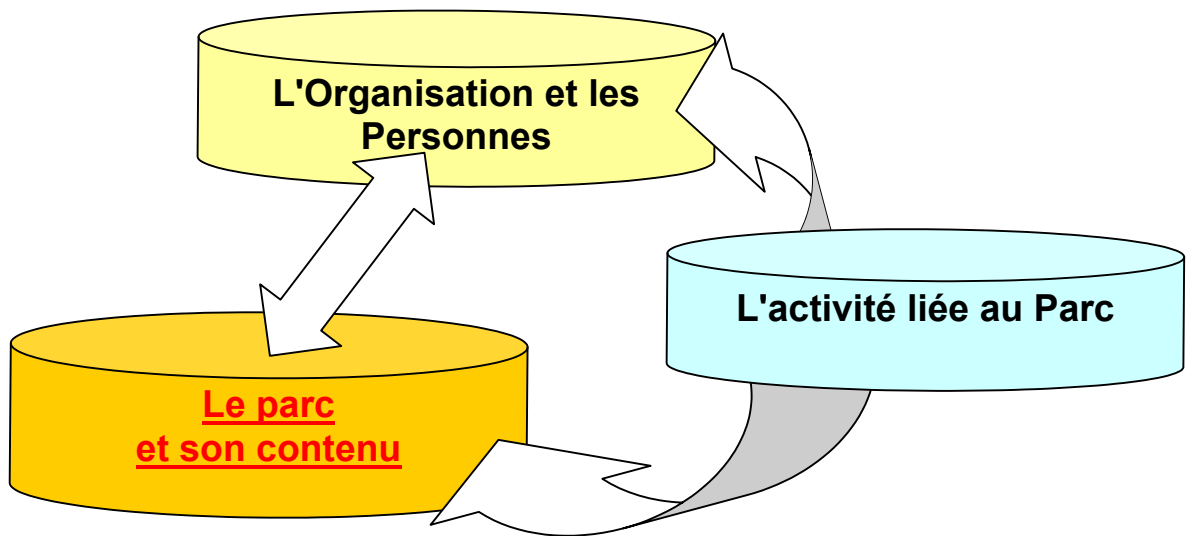 L'Organisation et les
Personnes
L'activité liée au Parc
Le parc
et son contenu